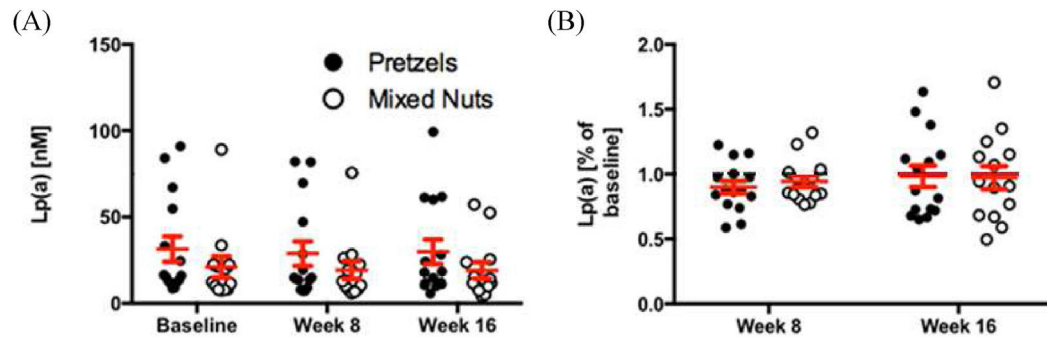 (A)
Lp(a) [nM]
150
100
50
0
Pretzels
Mixed Nuts
Baseline Week 8 Week 16
(B)
Lp(a) [% of
baseline]
2.0
1.5
1.0
0.5
0.0
Week 8 Week 16